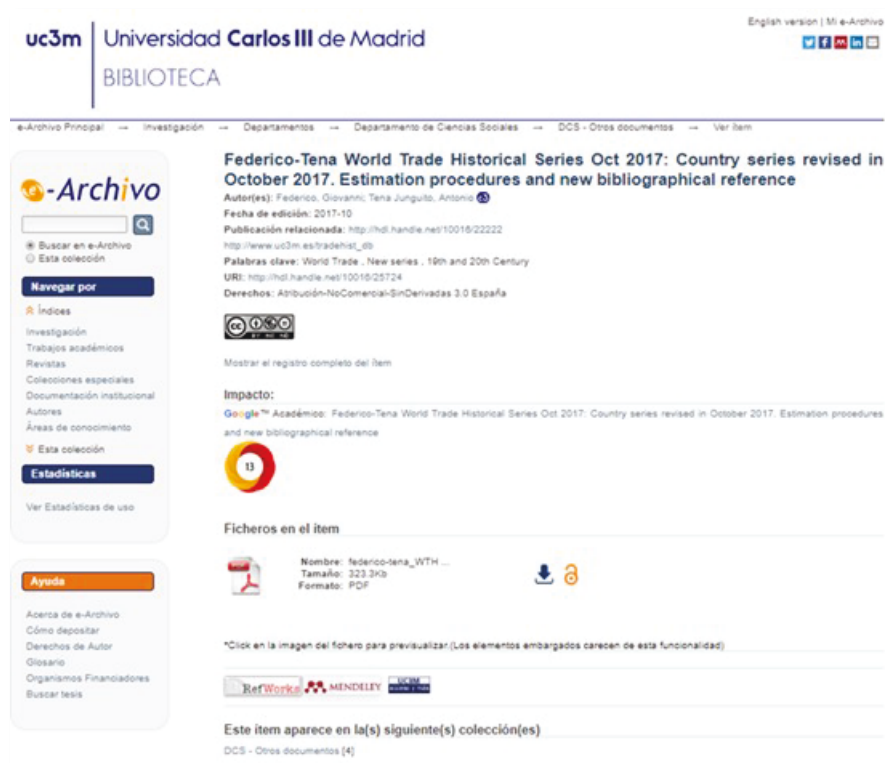 English version | Mi e-Archivo
uc3m Universidad Carlos III de Madrid
BIBLIOTECA
e-Archivo Principal → Investigación → Departamentos → Departamento de Ciencias Sociales → DCS - Otros documentos → Ver ítem
e-Archivo
Buscar en e-Archivo
Esta colección
Navegar por
Índices
Investigación
Trabajos académicos
Revistas
Colecciones especiales
Documentación institucional
Autores
Áreas de conocimiento
Esta colección
Estadísticas
Ver Estadísticas de uso
Ayuda
Acerca de e-Archivo
Cómo depositar
Derechos de Autor
Glosario
Organismos Financiadores
Buscar tesis
Federico-Tena World Trade Historical Series Oct 2017: Country series revised in
October 2017. Estimation procedures and new bibliographical reference
Autor(es): Federico, Giovanni; Tena Junguito, Antonio
Fecha de edición: 2017-10
Publicación relacionada: http://hdl.handle.net/10016/22222
http://www.uc3m.es/tradehist_db
Palabras clave: World Trade , New series , 19th and 20th Century
URI: http://hdl.handle.net/10016/25724
Derechos: Atribución-NoComercial-SinDerivadas 3.0 España
cc BY NC ND
Mostrar el registro completo del ítem
Impacto:
Google™ Académico: Federico-Tena World Trade Historical Series Oct 2017: Country series revised in October 2017. Estimation procedures
and new bibliographical reference
13
Ficheros en el ítem
PDF
Nombre: federico-tena_WTH ...
Tamaño: 323.3Kb
Formato: PDF
*Click en la imagen del fichero para previsualizar.(Los elementos embargados carecen de esta funcionalidad)
RefWorks MENDELEY UC3M
Este ítem aparece en la(s) siguiente(s) colección(es)
DCS - Otros documentos [4]